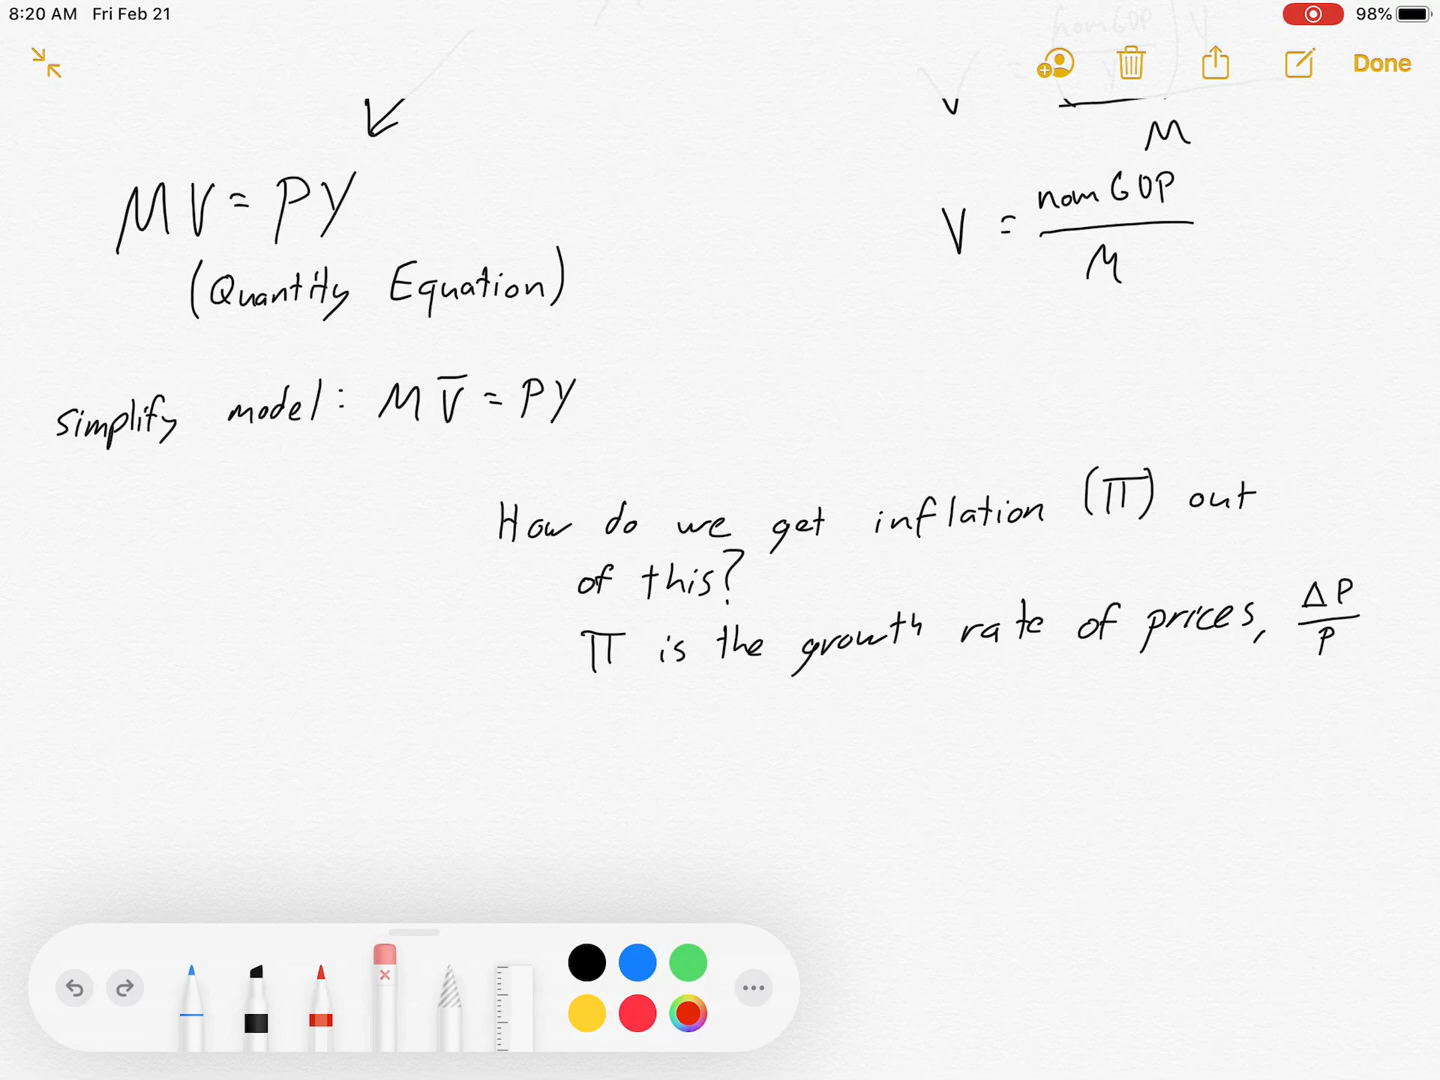 8:20 AM Fri Feb 21
98%
Done
nom GDP
V
M
MV = PY
V = nom GDP / M
(Quantity Equation)
simplify model: M V̅ = PY
How do we get inflation (π) out
of this?
π is the growth rate of prices, ΔP / P